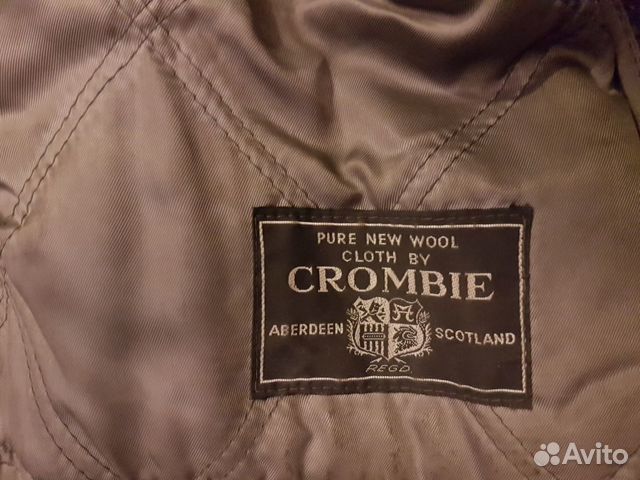 PURE NEW WOOL
CLOTH BY
CROMBIE
ABERDEEN SCOTLAND
REGD.
Avito